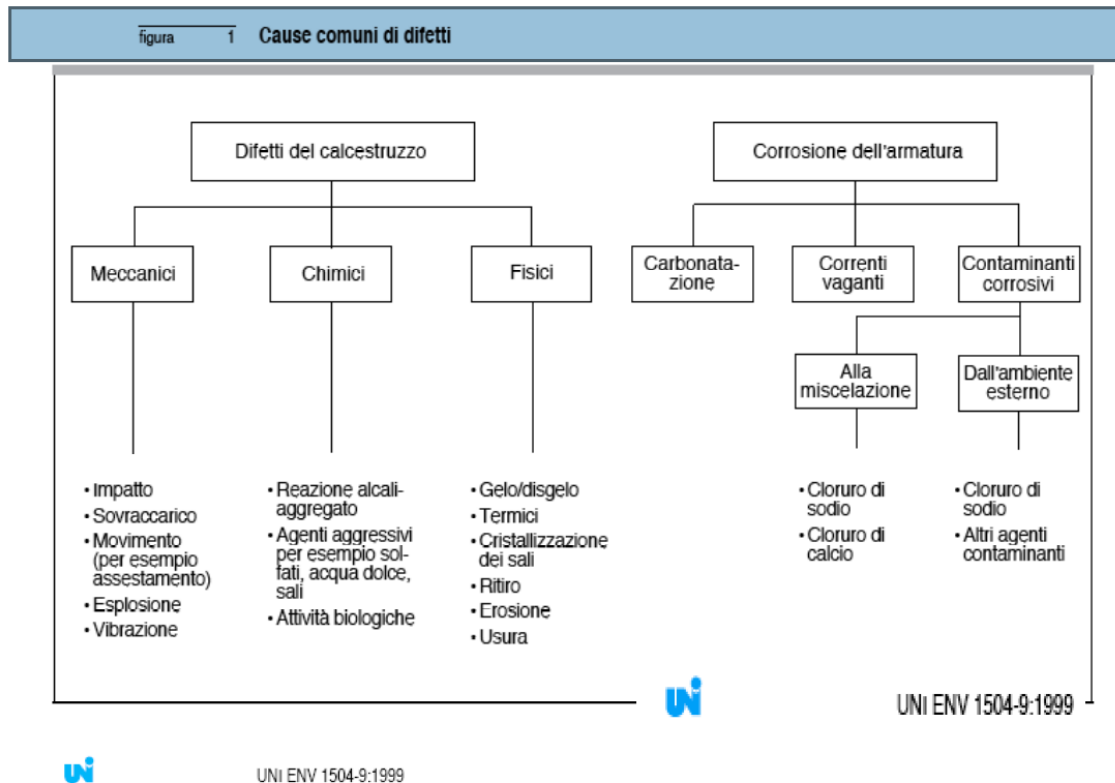 figura 1 Cause comuni di difetti
Difetti del calcestruzzo
Corrosione dell'armatura
Meccanici
Chimici
Fisici
Carbonata-
zione
Correnti
vaganti
Contaminanti
corrosivi
Alla
miscelazione
Dall'ambiente
esterno
• Impatto
• Sovraccarico
• Movimento
(per esempio
assestamento)
• Esplosione
• Vibrazione
• Reazione alcali-
aggregato
• Agenti aggressivi
per esempio sol-
fati, acqua dolce,
sali
• Attività biologiche
• Gelo/disgelo
• Termici
• Cristallizzazione
dei sali
• Ritiro
• Erosione
• Usura
• Cloruro di
sodio
• Cloruro di
calcio
• Cloruro di
sodio
• Altri agenti
contaminanti
UNI UNI ENV 1504-9:1999
UNI UNI ENV 1504-9:1999